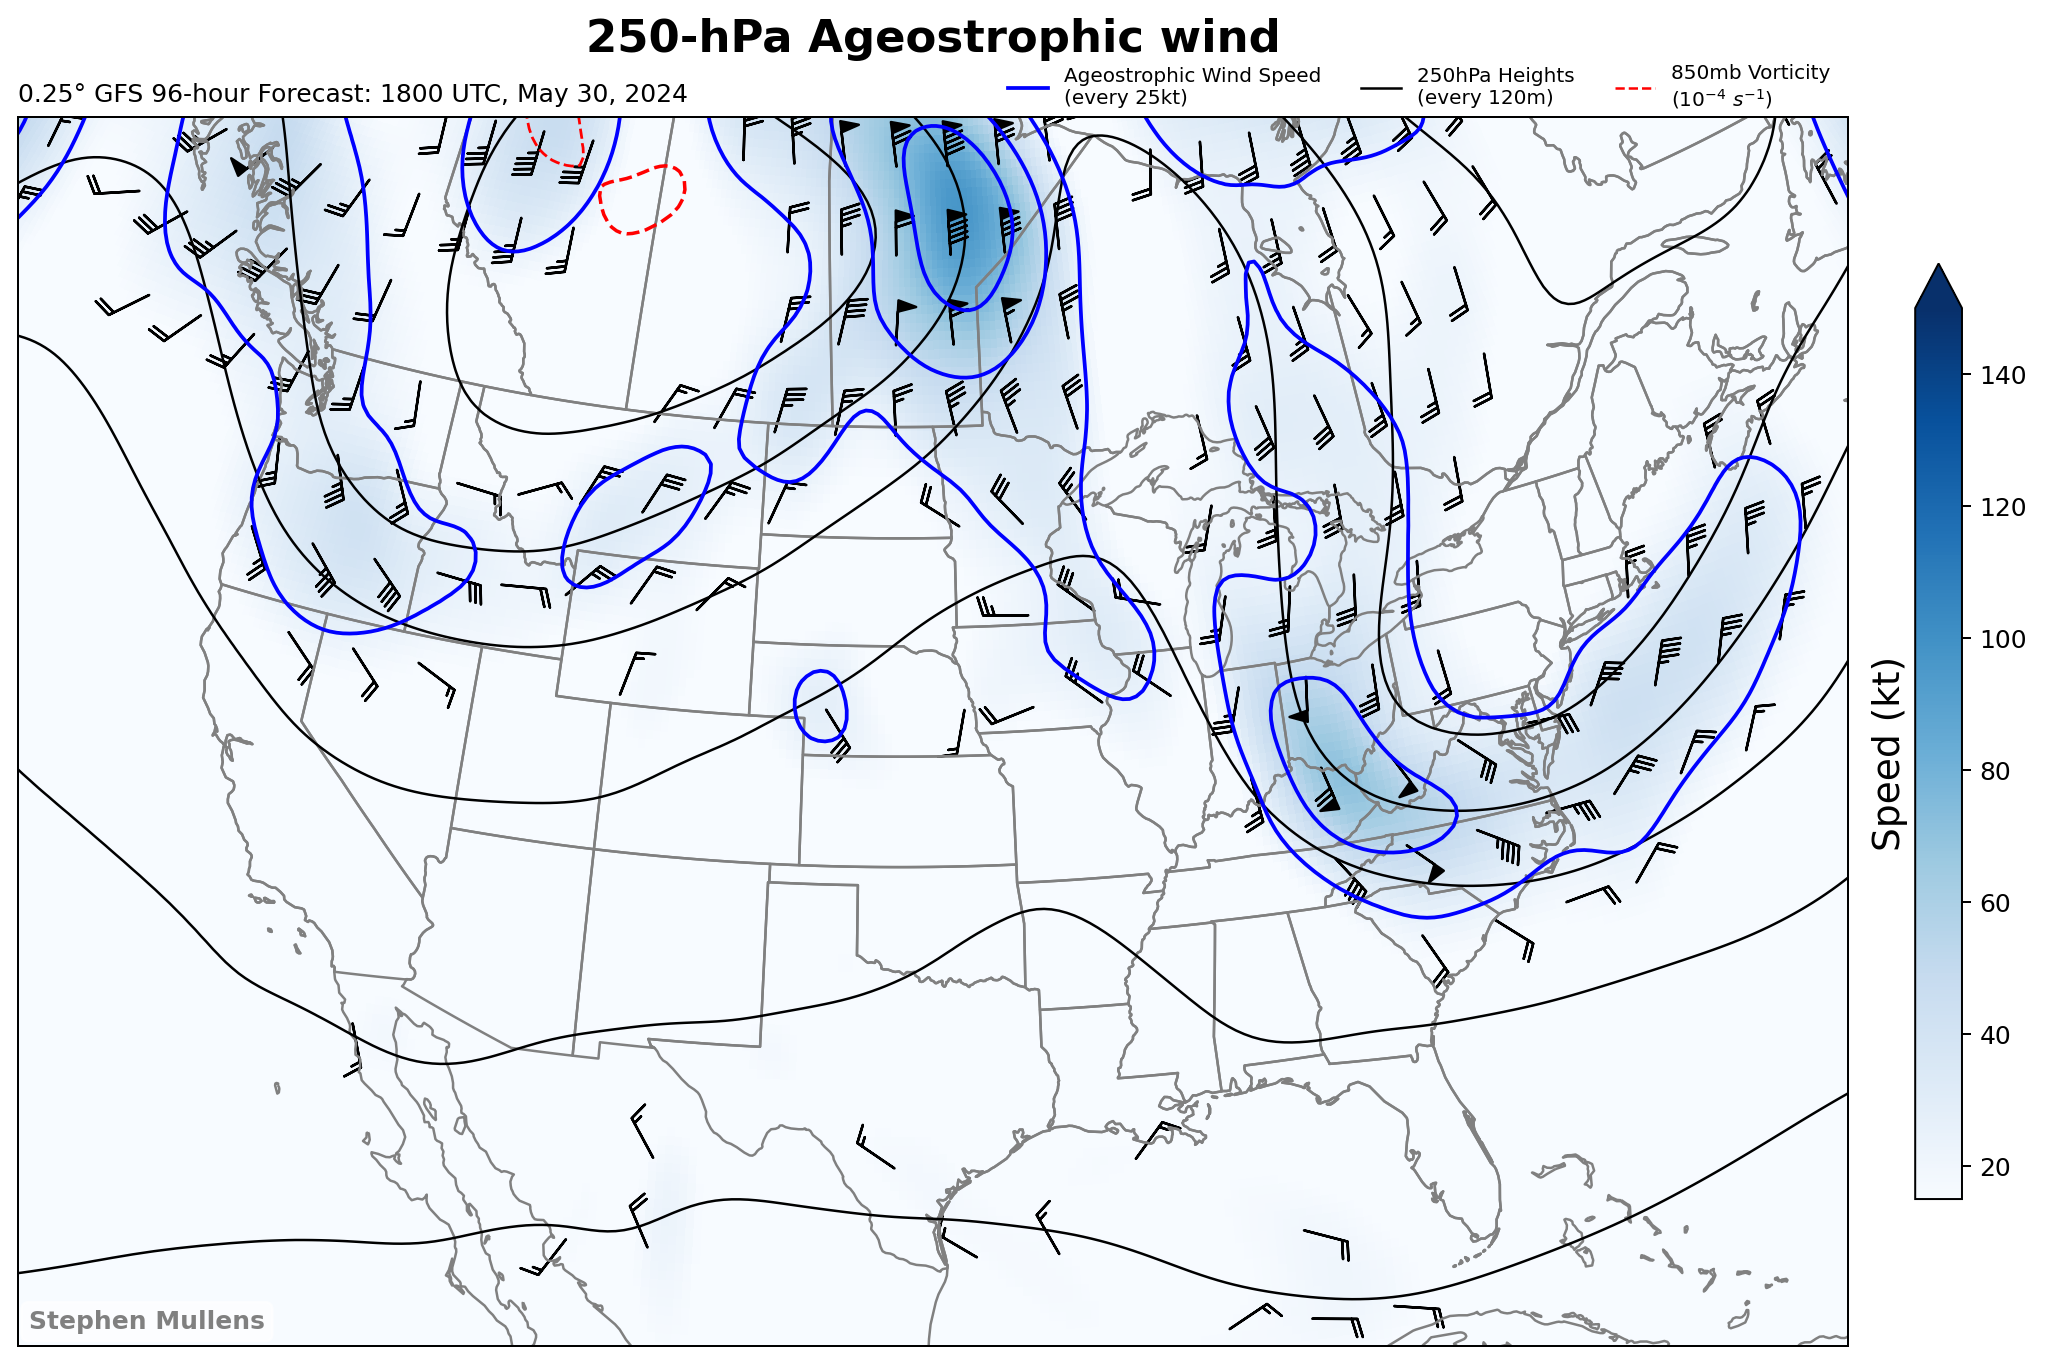 250-hPa Ageostrophic wind
0.25° GFS 96-hour Forecast: 1800 UTC, May 30, 2024
Ageostrophic Wind Speed
(every 25kt)
250hPa Heights
(every 120m)
850mb Vorticity
(10⁻⁴ s⁻¹)
140
120
100
80
60
40
20
Speed (kt)
Stephen Mullens